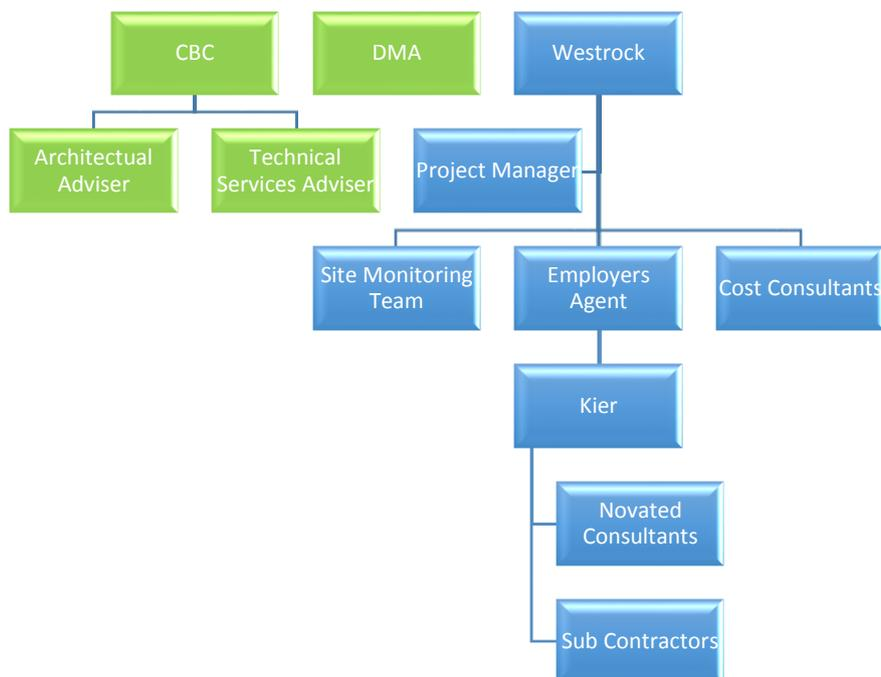 CBC
DMA
Westrock
Architectual
Adviser
Technical
Services Adviser
Project Manager
Site Monitoring
Team
Employers
Agent
Cost Consultants
Kier
Novated
Consultants
Sub Contractors